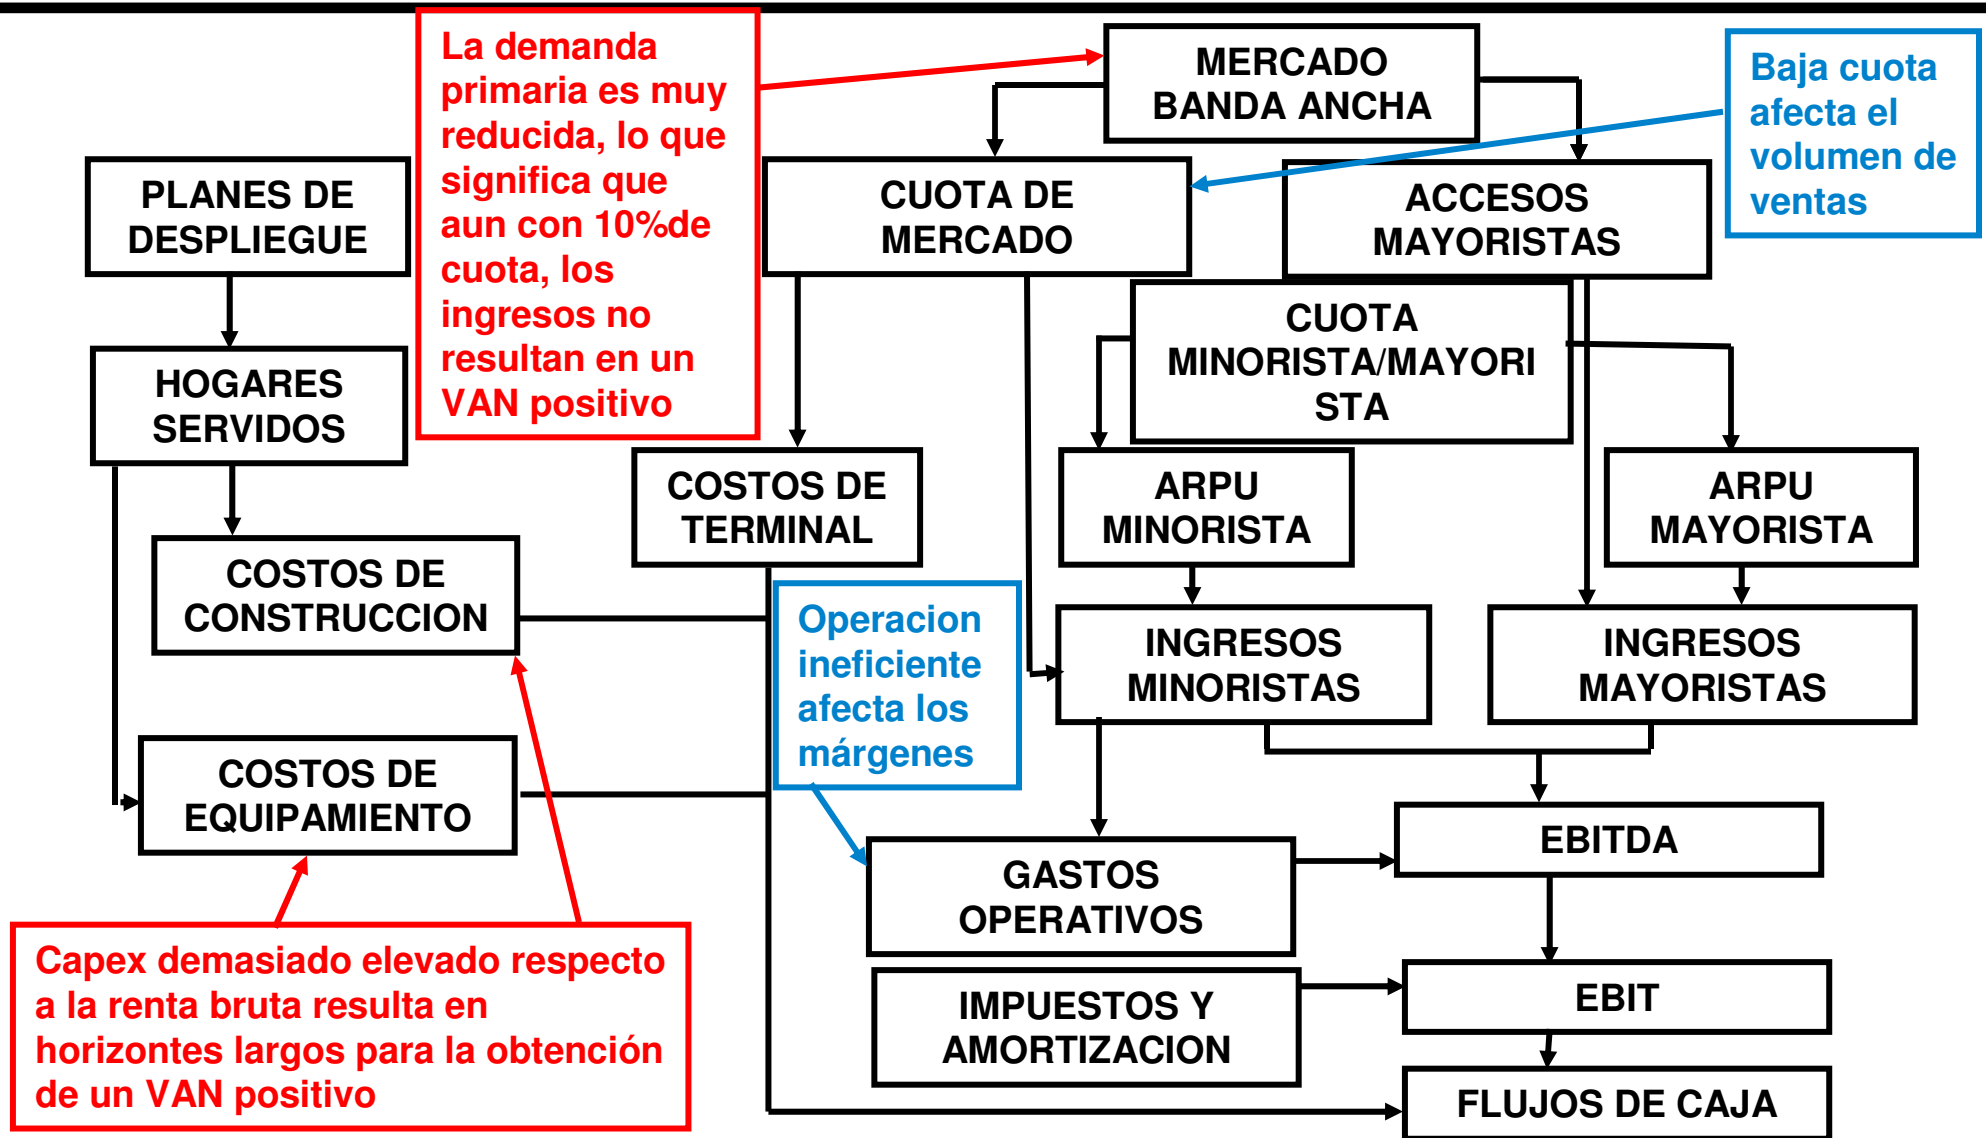 La demanda
primaria es muy
reducida, lo que
significa que
aun con 10%de
cuota, los
ingresos no
resultan en un
VAN positivo
MERCADO
BANDA ANCHA
Baja cuota
afecta el
volumen de
ventas
PLANES DE
DESPLIEGUE
CUOTA DE
MERCADO
ACCESOS
MAYORISTAS
CUOTA
MINORISTA/MAYORI
STA
HOGARES
SERVIDOS
COSTOS DE
TERMINAL
ARPU
MINORISTA
ARPU
MAYORISTA
COSTOS DE
CONSTRUCCION
Operacion
ineficiente
afecta los
márgenes
INGRESOS
MINORISTAS
INGRESOS
MAYORISTAS
COSTOS DE
EQUIPAMIENTO
EBITDA
GASTOS
OPERATIVOS
Capex demasiado elevado respecto
a la renta bruta resulta en
horizontes largos para la obtención
de un VAN positivo
IMPUESTOS Y
AMORTIZACION
EBIT
FLUJOS DE CAJA